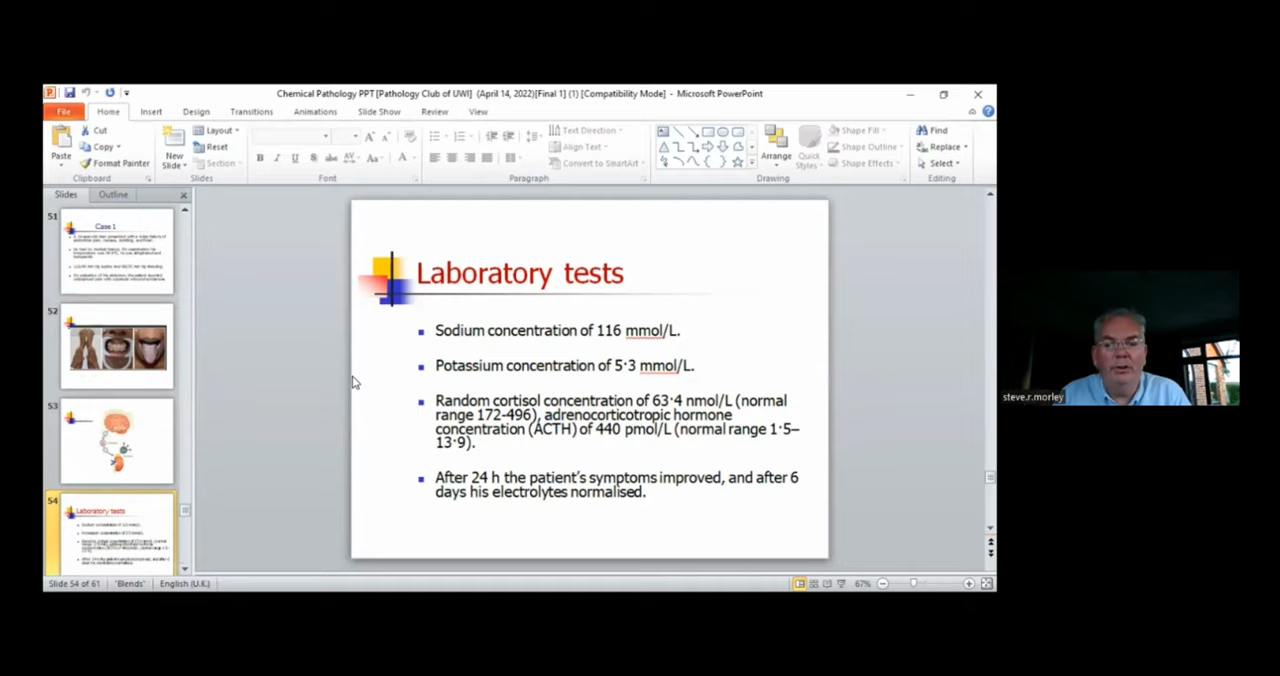 Chemical Pathology PPT [Pathology Club of UWI] (April 14, 2022)[Final 1] (1) [Compatibility Mode] - Microsoft PowerPoint
File Home Insert Design Transitions Animations Slide Show Review View
Paste
Cut
Copy
Format Painter
Clipboard
New
Slide
Layout
Reset
Section
Slides
Font
Paragraph
Text Direction
Align Text
Convert to SmartArt
Arrange
Quick
Styles
Shape Fill
Shape Outline
Shape Effects
Drawing
Find
Replace
Select
Editing
Slides Outline
51
Case 1
52
53
54
Laboratory tests
Laboratory tests
Sodium concentration of 116 mmol/L.
Potassium concentration of 5·3 mmol/L.
Random cortisol concentration of 63·4 nmol/L (normal
range 172-496), adrenocorticotropic hormone
concentration (ACTH) of 440 pmol/L (normal range 1·5–
13·9).
After 24 h the patient's symptoms improved, and after 6
days his electrolytes normalised.
steve.r.morley
Slide 54 of 61 "Blends" English (U.K.) 67%